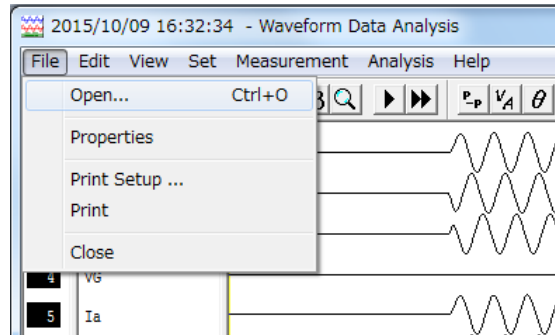 2015/10/09 16:32:34 - Waveform Data Analysis
File Edit View Set Measurement Analysis Help
Open... Ctrl+O
P-P VA θ
Properties
Print Setup ...
Print
Close
4 VG
5 Ia